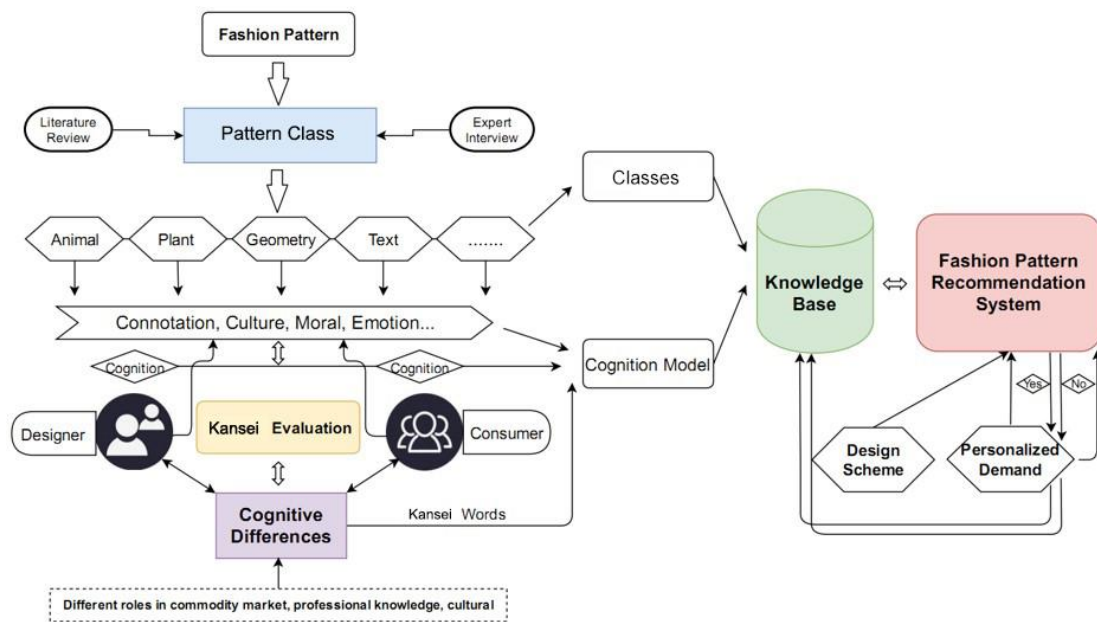 Fashion Pattern
Literature
Review
Pattern Class
Expert
Interview
Classes
Animal
Plant
Geometry
Text
.......
Knowledge
Base
Fashion Pattern
Recommendation
System
Connotation, Culture, Moral, Emotion...
Cognition
Cognition
Cognition Model
Yes
No
Designer
Kansei Evaluation
Consumer
Design
Scheme
Personalized
Demand
Cognitive
Differences
Kansei Words
Different roles in commodity market, professional knowledge, cultural